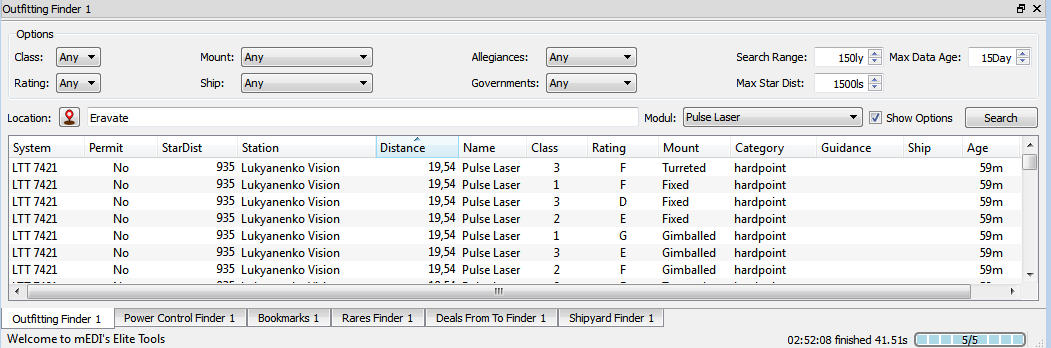 Outfitting Finder 1
Options
Class: Any Mount: Any Allegiances: Any Search Range: 150ly Max Data Age: 15Day
Rating: Any Ship: Any Governments: Any Max Star Dist: 1500ls
Location: Eravate Modul: Pulse Laser Show Options Search
System Permit StarDist Station Distance Name Class Rating Mount Category Guidance Ship Age
LTT 7421 No 935 Lukyanenko Vision 19,54 Pulse Laser 3 F Turreted hardpoint 59m
LTT 7421 No 935 Lukyanenko Vision 19,54 Pulse Laser 1 F Fixed hardpoint 59m
LTT 7421 No 935 Lukyanenko Vision 19,54 Pulse Laser 3 D Fixed hardpoint 59m
LTT 7421 No 935 Lukyanenko Vision 19,54 Pulse Laser 2 E Fixed hardpoint 59m
LTT 7421 No 935 Lukyanenko Vision 19,54 Pulse Laser 1 G Gimballed hardpoint 59m
LTT 7421 No 935 Lukyanenko Vision 19,54 Pulse Laser 3 E Gimballed hardpoint 59m
LTT 7421 No 935 Lukyanenko Vision 19,54 Pulse Laser 2 F Gimballed hardpoint 59m
Outfitting Finder 1 Power Control Finder 1 Bookmarks 1 Rares Finder 1 Deals From To Finder 1 Shipyard Finder 1
Welcome to mEDI's Elite Tools 02:52:08 finished 41.51s 5/5